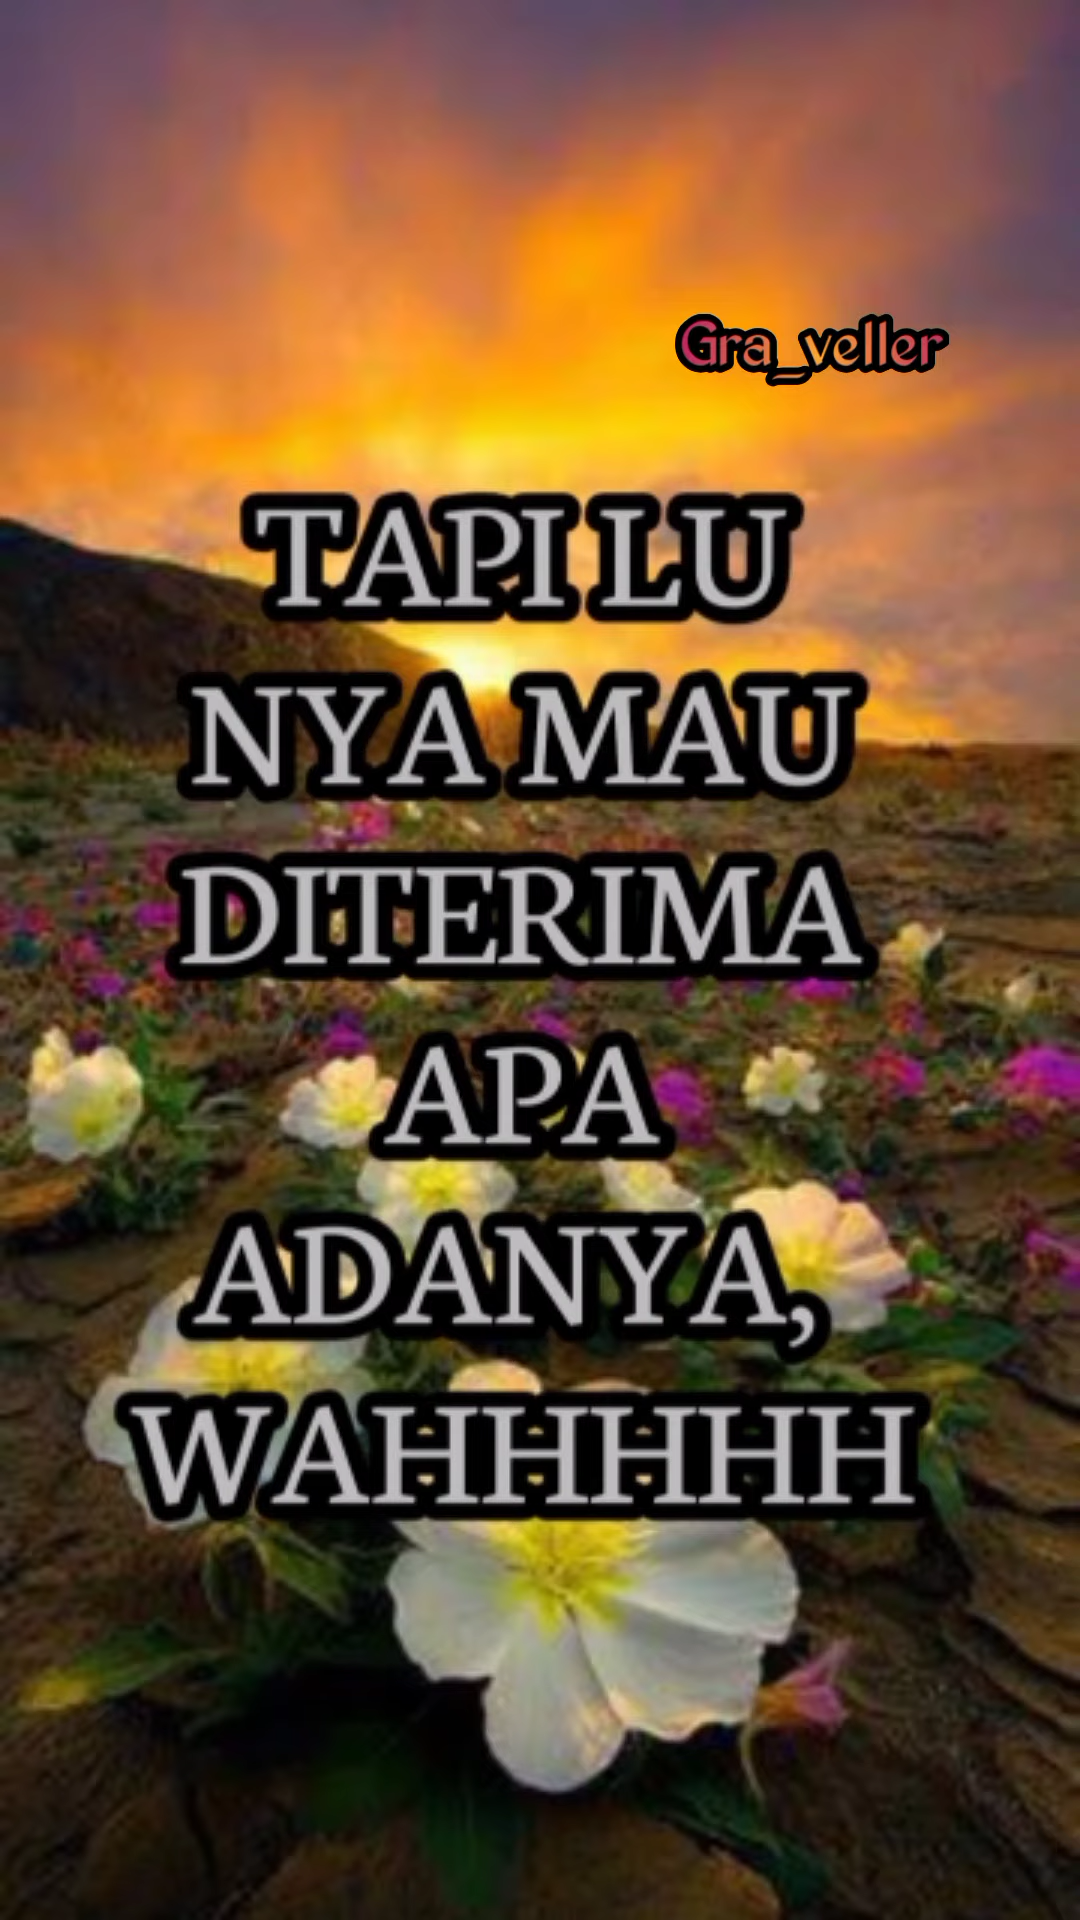 Gra_veller
TAPI LU
NYA MAU
DITERIMA
APA
ADANYA,
WAHHHHH